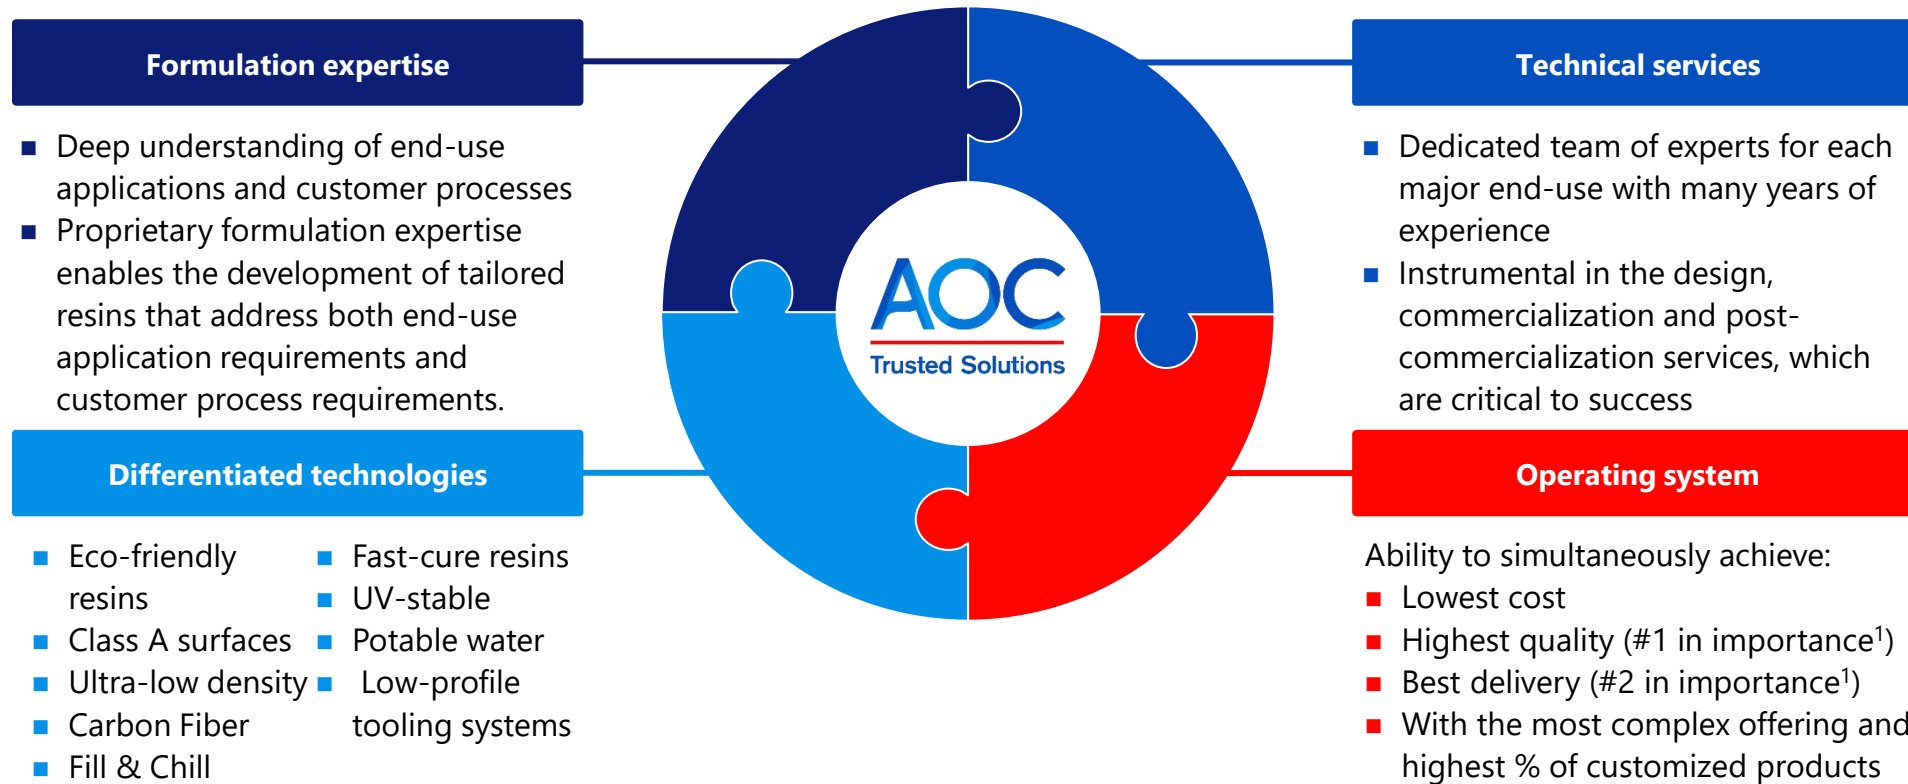 Formulation expertise
■ Deep understanding of end-use
applications and customer processes
■ Proprietary formulation expertise
enables the development of tailored
resins that address both end-use
application requirements and
customer process requirements.
Technical services
■ Dedicated team of experts for each
major end-use with many years of
experience
■ Instrumental in the design,
commercialization and post-
commercialization services, which
are critical to success
AOC
Trusted Solutions
Differentiated technologies
■ Eco-friendly
resins
■ Class A surfaces
■ Ultra-low density
■ Carbon Fiber
■ Fill & Chill
■ Fast-cure resins
■ UV-stable
■ Potable water
■ Low-profile
tooling systems
Operating system
Ability to simultaneously achieve:
■ Lowest cost
■ Highest quality (#1 in importance¹)
■ Best delivery (#2 in importance¹)
■ With the most complex offering and
highest % of customized products